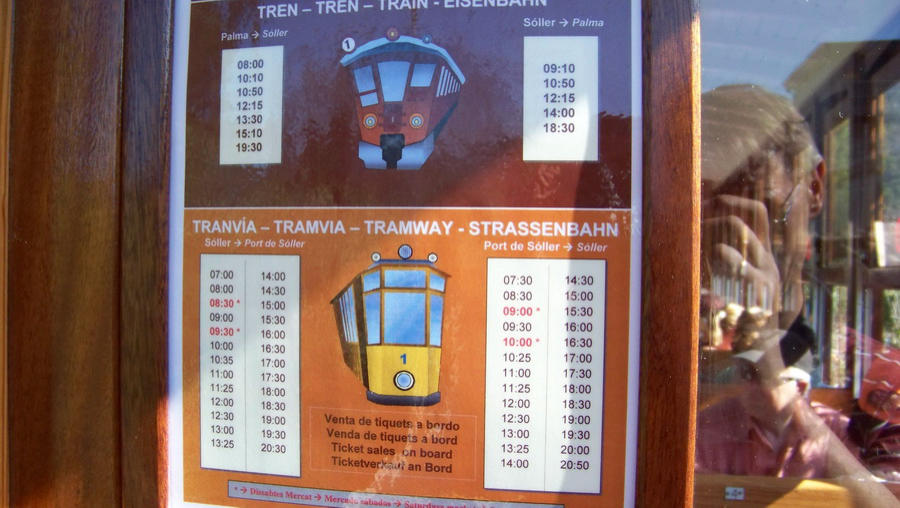 TREN – TREN – TRAIN - EISENBAHN
Palma → Sóller
08:00
10:10
10:50
12:15
13:30
15:10
19:30
1
Sóller → Palma
09:10
10:50
12:15
14:00
18:30
TRANVÍA – TRAMVIA – TRAMWAY - STRASSENBAHN
Sóller → Port de Sóller
07:00 14:00
08:00 14:30
08:30 * 15:00
09:00 15:30
09:30 * 16:00
10:00 16:30
10:35 17:00
11:00 17:30
11:25 18:00
12:00 18:30
12:30 19:00
13:00 19:30
13:25 20:30
1
Venta de tiquets a bordo
Venda de tiquets a bord
Ticket sales on board
Ticketverkauf an Bord
Port de Sóller → Sóller
07:30 14:30
08:30 15:00
09:00 * 15:30
09:30 16:00
10:00 * 16:30
10:25 17:00
11:00 17:30
11:25 18:00
12:00 18:30
12:30 19:00
13:00 19:30
13:25 20:00
14:00 20:50
* → Dissabtes Mercat → Mercado sábados → Saturdays